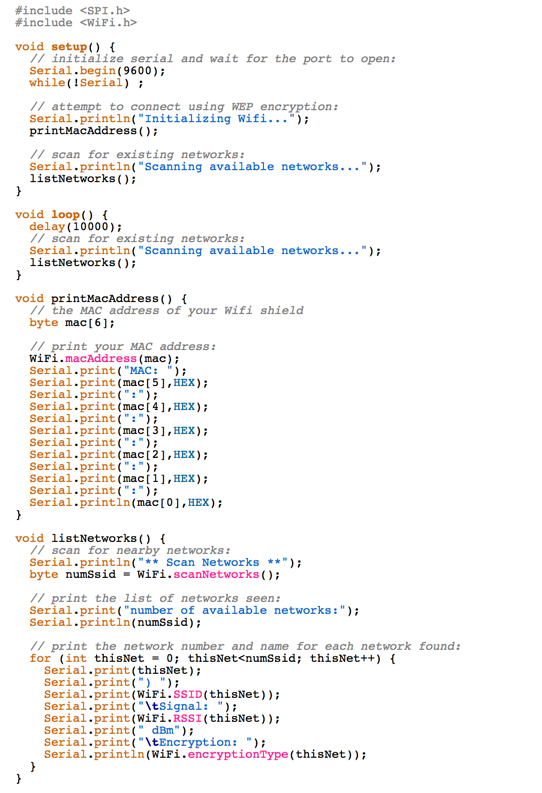 #include <SPI.h>
#include <WiFi.h>

void setup() {
  // initialize serial and wait for the port to open:
  Serial.begin(9600);
  while(!Serial) ;

  // attempt to connect using WEP encryption:
  Serial.println("Initializing Wifi...");
  printMacAddress();

  // scan for existing networks:
  Serial.println("Scanning available networks...");
  listNetworks();
}

void loop() {
  delay(10000);
  // scan for existing networks:
  Serial.println("Scanning available networks...");
  listNetworks();
}

void printMacAddress() {
  // the MAC address of your Wifi shield
  byte mac[6];

  // print your MAC address:
  WiFi.macAddress(mac);
  Serial.print("MAC: ");
  Serial.print(mac[5],HEX);
  Serial.print(":");
  Serial.print(mac[4],HEX);
  Serial.print(":");
  Serial.print(mac[3],HEX);
  Serial.print(":");
  Serial.print(mac[2],HEX);
  Serial.print(":");
  Serial.print(mac[1],HEX);
  Serial.print(":");
  Serial.println(mac[0],HEX);
}

void listNetworks() {
  // scan for nearby networks:
  Serial.println("** Scan Networks **");
  byte numSsid = WiFi.scanNetworks();

  // print the list of networks seen:
  Serial.print("number of available networks:");
  Serial.println(numSsid);

  // print the network number and name for each network found:
  for (int thisNet = 0; thisNet<numSsid; thisNet++) {
    Serial.print(thisNet);
    Serial.print(") ");
    Serial.print(WiFi.SSID(thisNet));
    Serial.print("\tSignal: ");
    Serial.print(WiFi.RSSI(thisNet));
    Serial.print(" dBm");
    Serial.print("\tEncryption: ");
    Serial.println(WiFi.encryptionType(thisNet));
  }
}